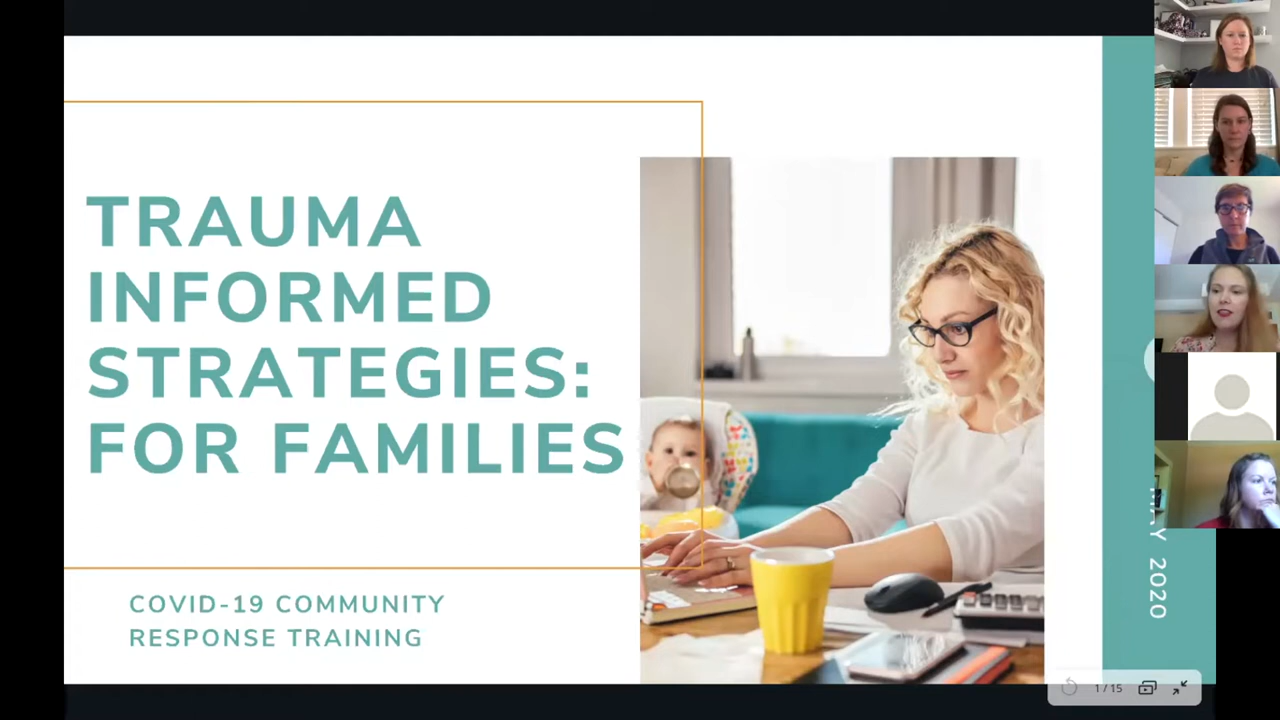 TRAUMA
INFORMED
STRATEGIES:
FOR FAMILIES
COVID-19 COMMUNITY
RESPONSE TRAINING
2020
1/15